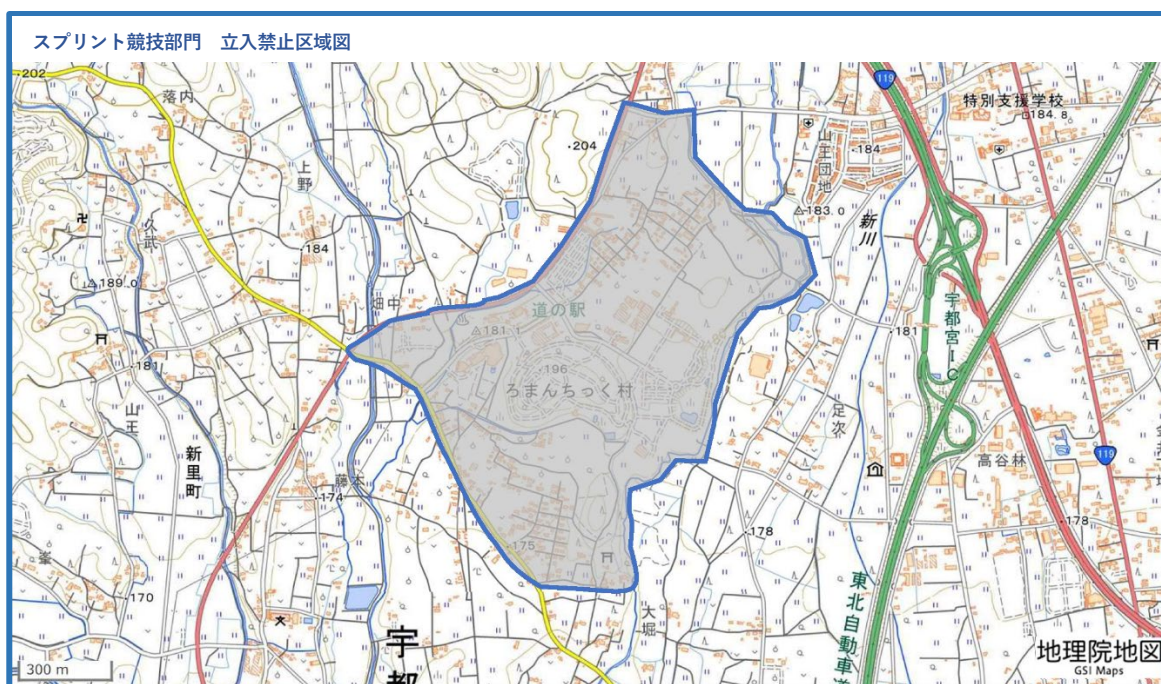 スプリント競技部門　立入禁止区域図
・202
落内
119
特別支援学校
184.8
山王団地
・184
・204
上野
久武
183.0
新川
・184
189.0
畑中
道の駅
181.1
・181
宇都宮IC
・181
・196
ろまんちっく村
山王
足次
新里町
175
119
高谷林
藤本
・174
・178
・178
・175
峯
・170
大堀
東北自動車道
宇都
300 m
地理院地図
GSI Maps